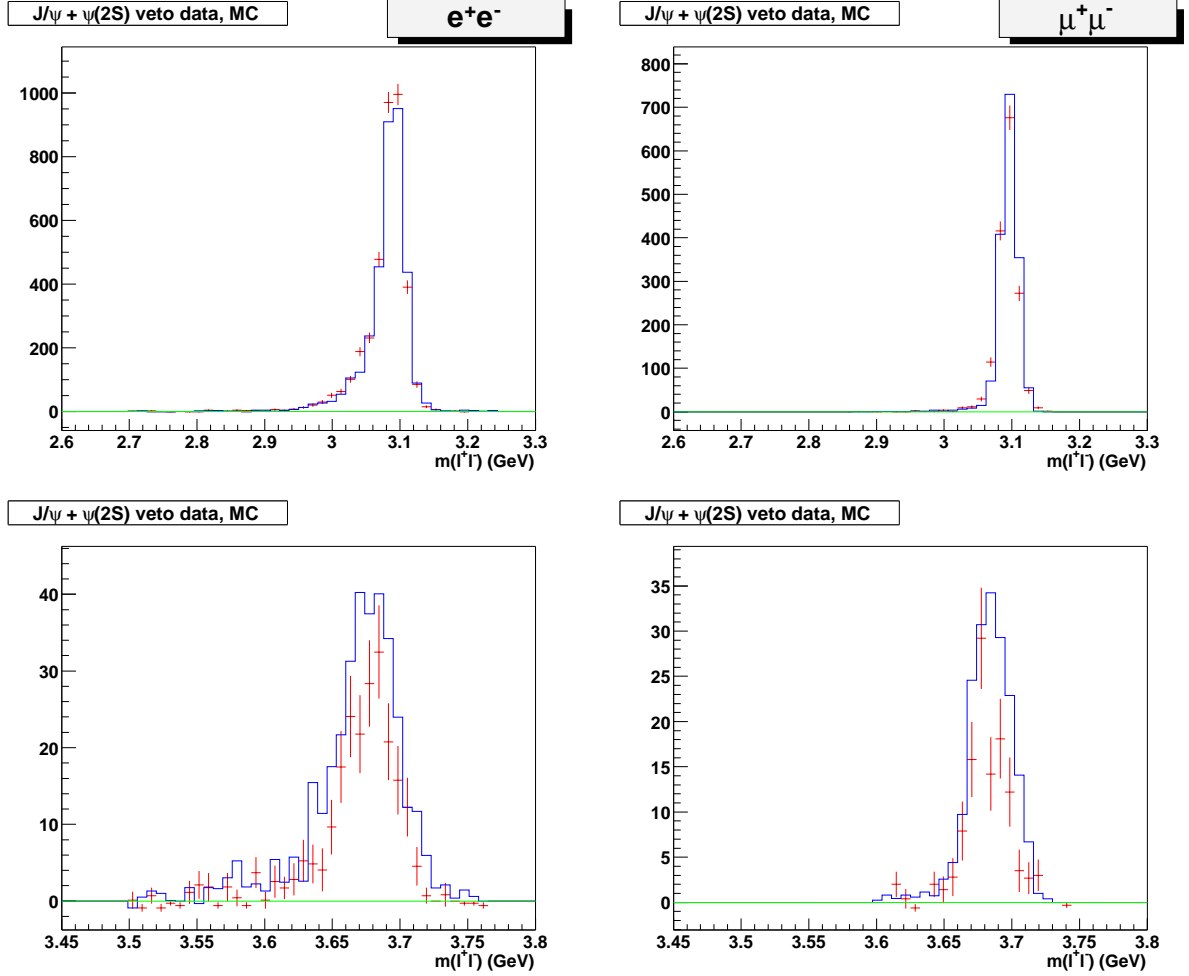 J/ψ + ψ(2S) veto data, MC
e⁺e⁻
1000
800
600
400
200
0
2.6 2.7 2.8 2.9 3 3.1 3.2 3.3
m(l⁺l⁻) (GeV)
J/ψ + ψ(2S) veto data, MC
μ⁺μ⁻
800
700
600
500
400
300
200
100
0
2.6 2.7 2.8 2.9 3 3.1 3.2 3.3
m(l⁺l⁻) (GeV)
J/ψ + ψ(2S) veto data, MC
40
30
20
10
0
3.45 3.5 3.55 3.6 3.65 3.7 3.75 3.8
m(l⁺l⁻) (GeV)
J/ψ + ψ(2S) veto data, MC
35
30
25
20
15
10
5
0
3.45 3.5 3.55 3.6 3.65 3.7 3.75 3.8
m(l⁺l⁻) (GeV)